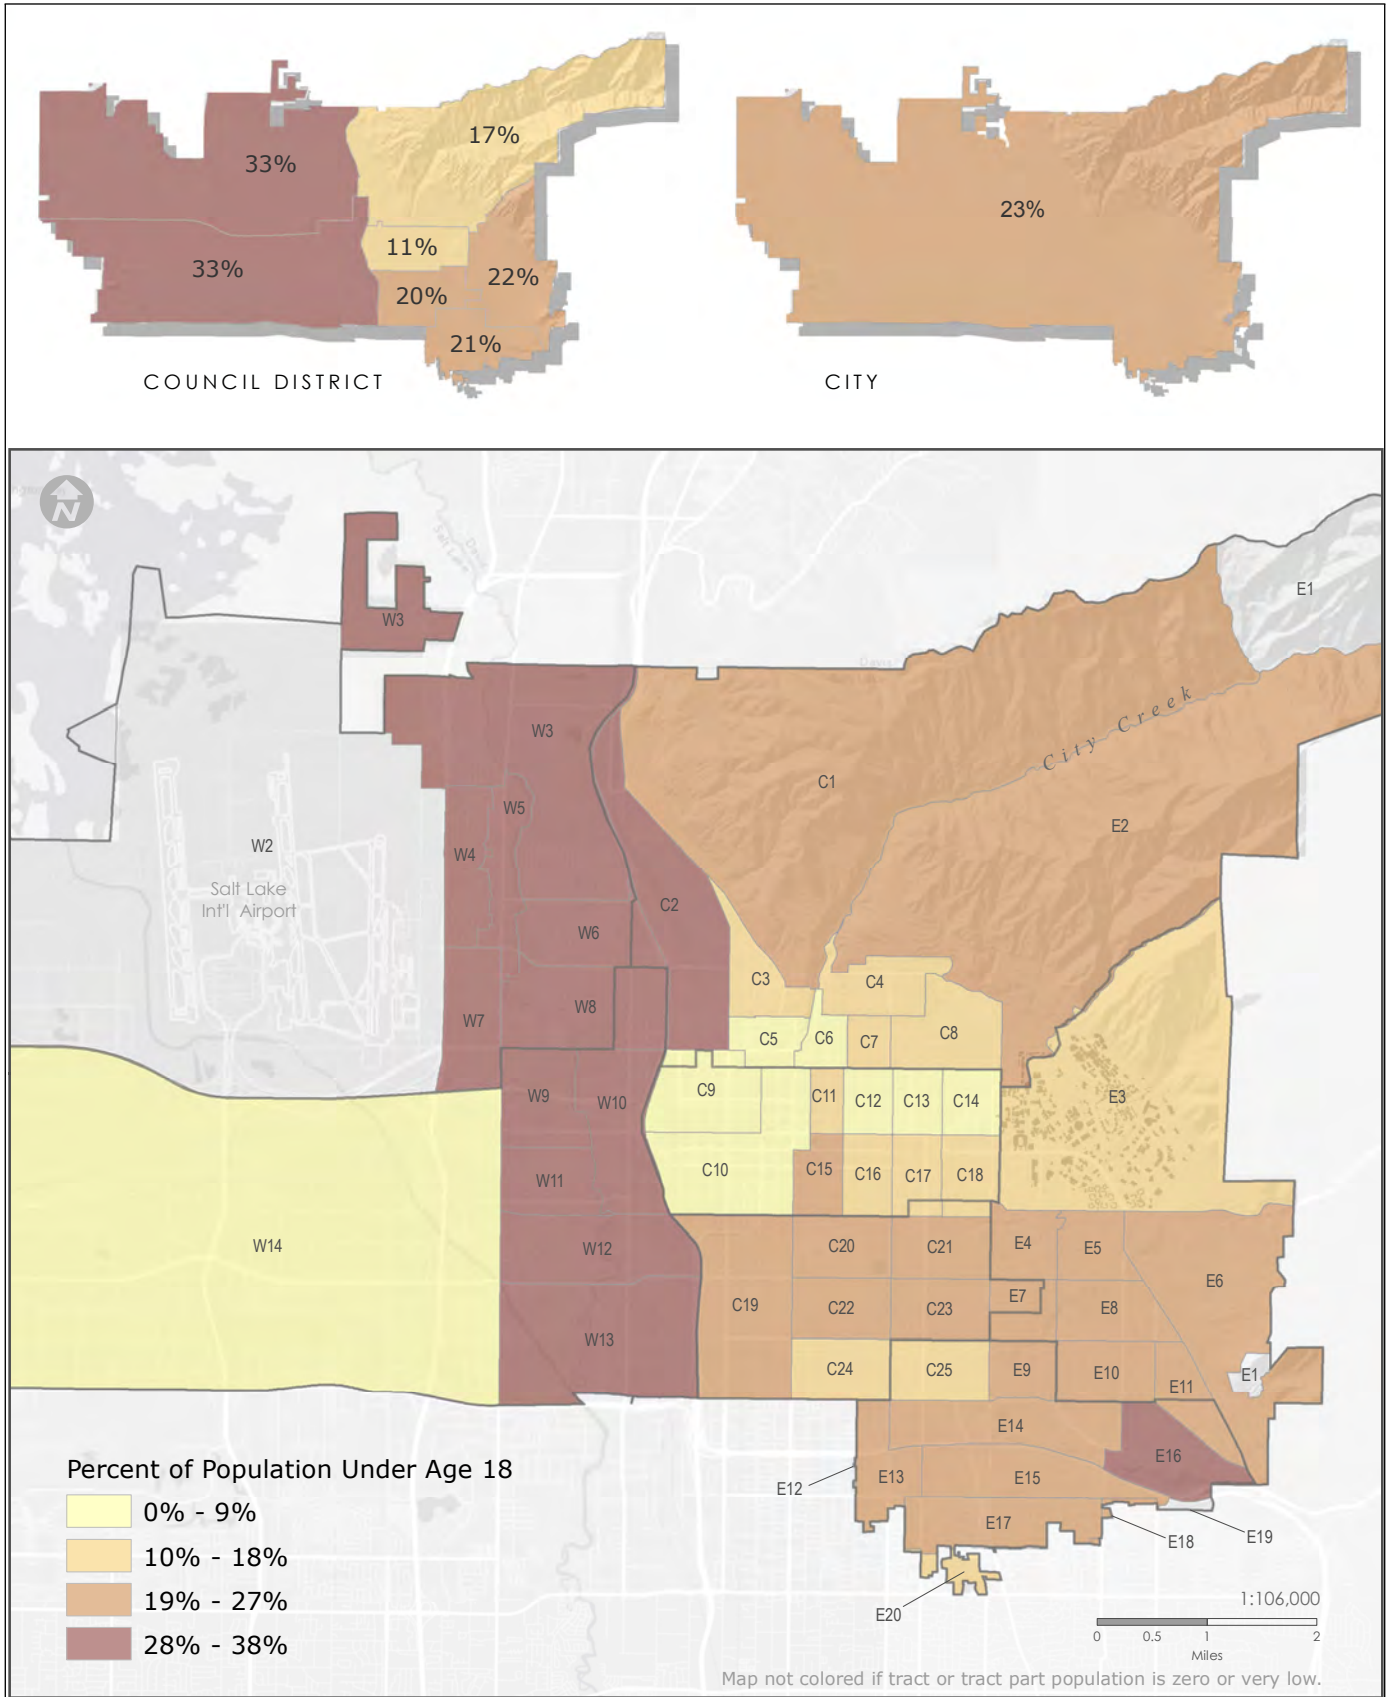 17%
33%
11%
33%
22%
20%
21%
COUNCIL DISTRICT
23%
CITY
N
Davis
Salt Lake
E1
W3
Davis
City Creek
W3
C1
W5
E2
W2
W4
Salt Lake
Int'l Airport
C2
W6
C3
C4
W8
W7
C5
C6
C7
C8
C9
W9
W10
C11
C12
C13
C14
E3
C10
C15
C16
C17
C18
W11
W14
W12
C20
C21
E4
E5
E6
C19
C22
C23
E7
E8
W13
C24
C25
E9
E10
E11
E1
E14
E16
E12
E13
E15
E17
E18
E19
E20
Percent of Population Under Age 18
0% - 9%
10% - 18%
19% - 27%
28% - 38%
1:106,000
0 0.5 1 2
Miles
Map not colored if tract or tract part population is zero or very low.